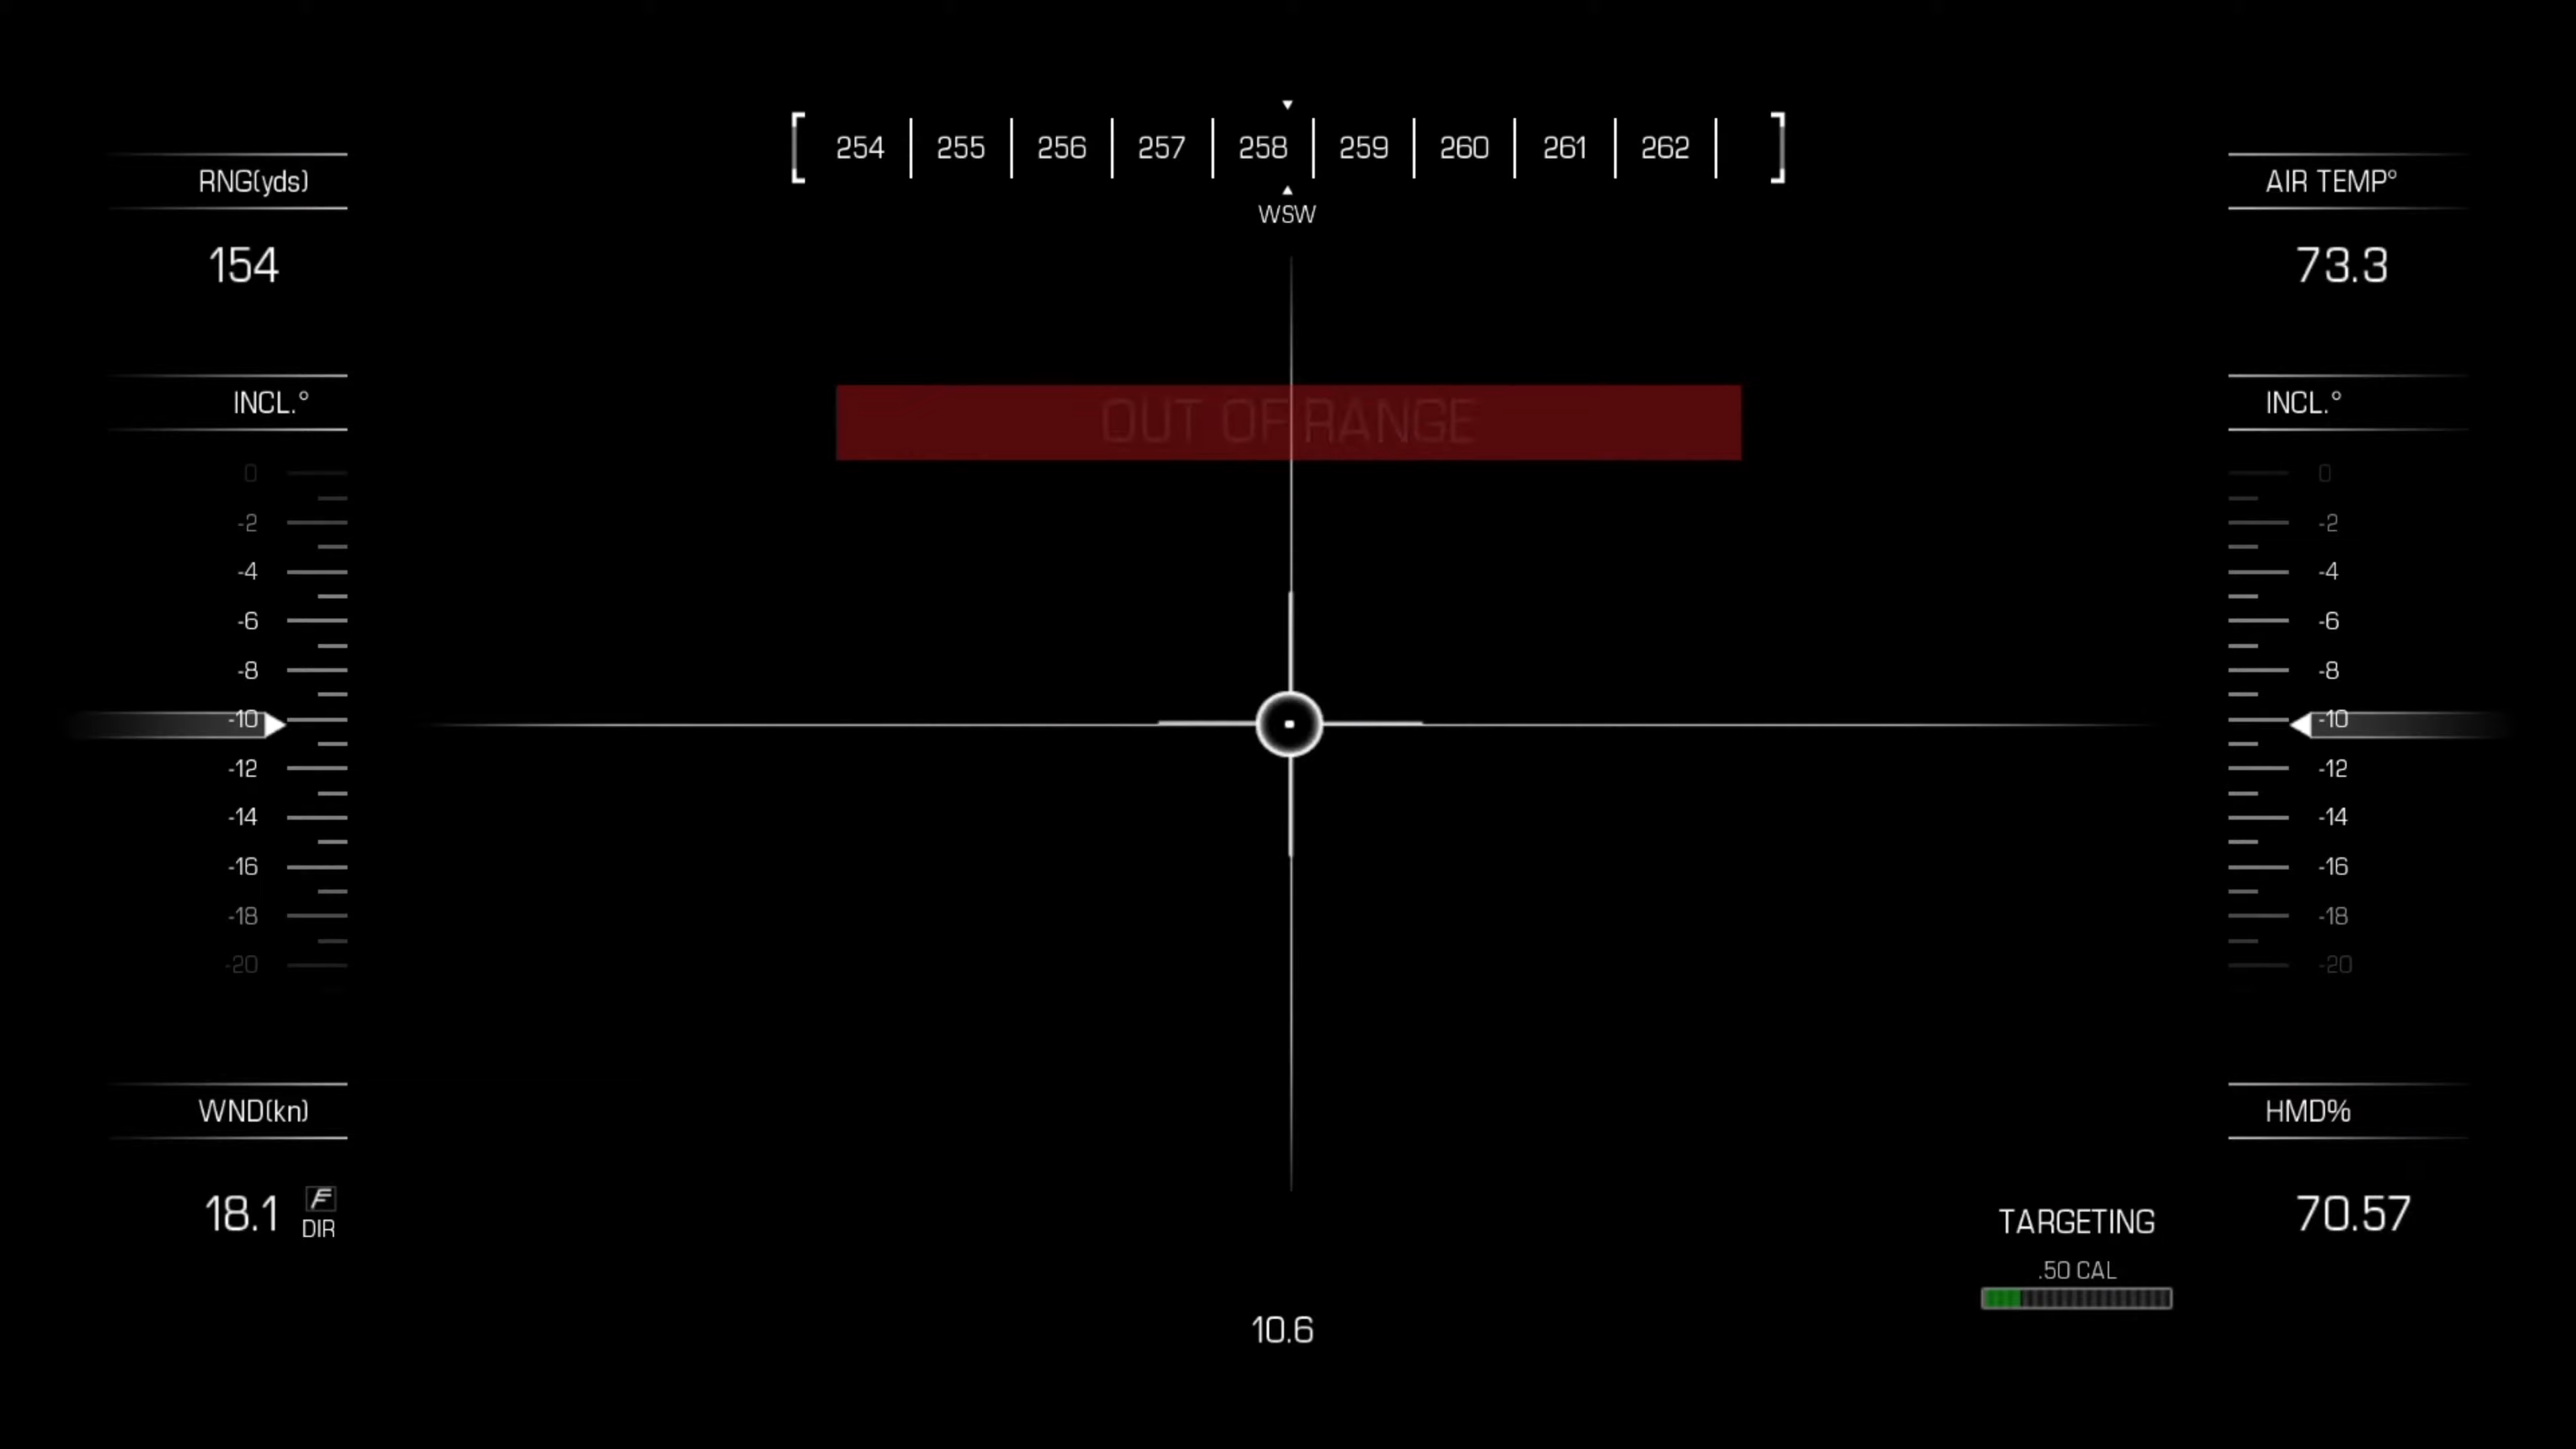 254 255 256 257 258 259 260 261 262
WSW
RNG(yds)
154
AIR TEMP°
73.3
OUT OF RANGE
INCL.°
0
-2
-4
-6
-8
-10
-12
-14
-16
-18
-20
INCL.°
0
-2
-4
-6
-8
-10
-12
-14
-16
-18
-20
WND(kn)
18.1
DIR
HMD%
70.57
TARGETING
.50 CAL
10.6